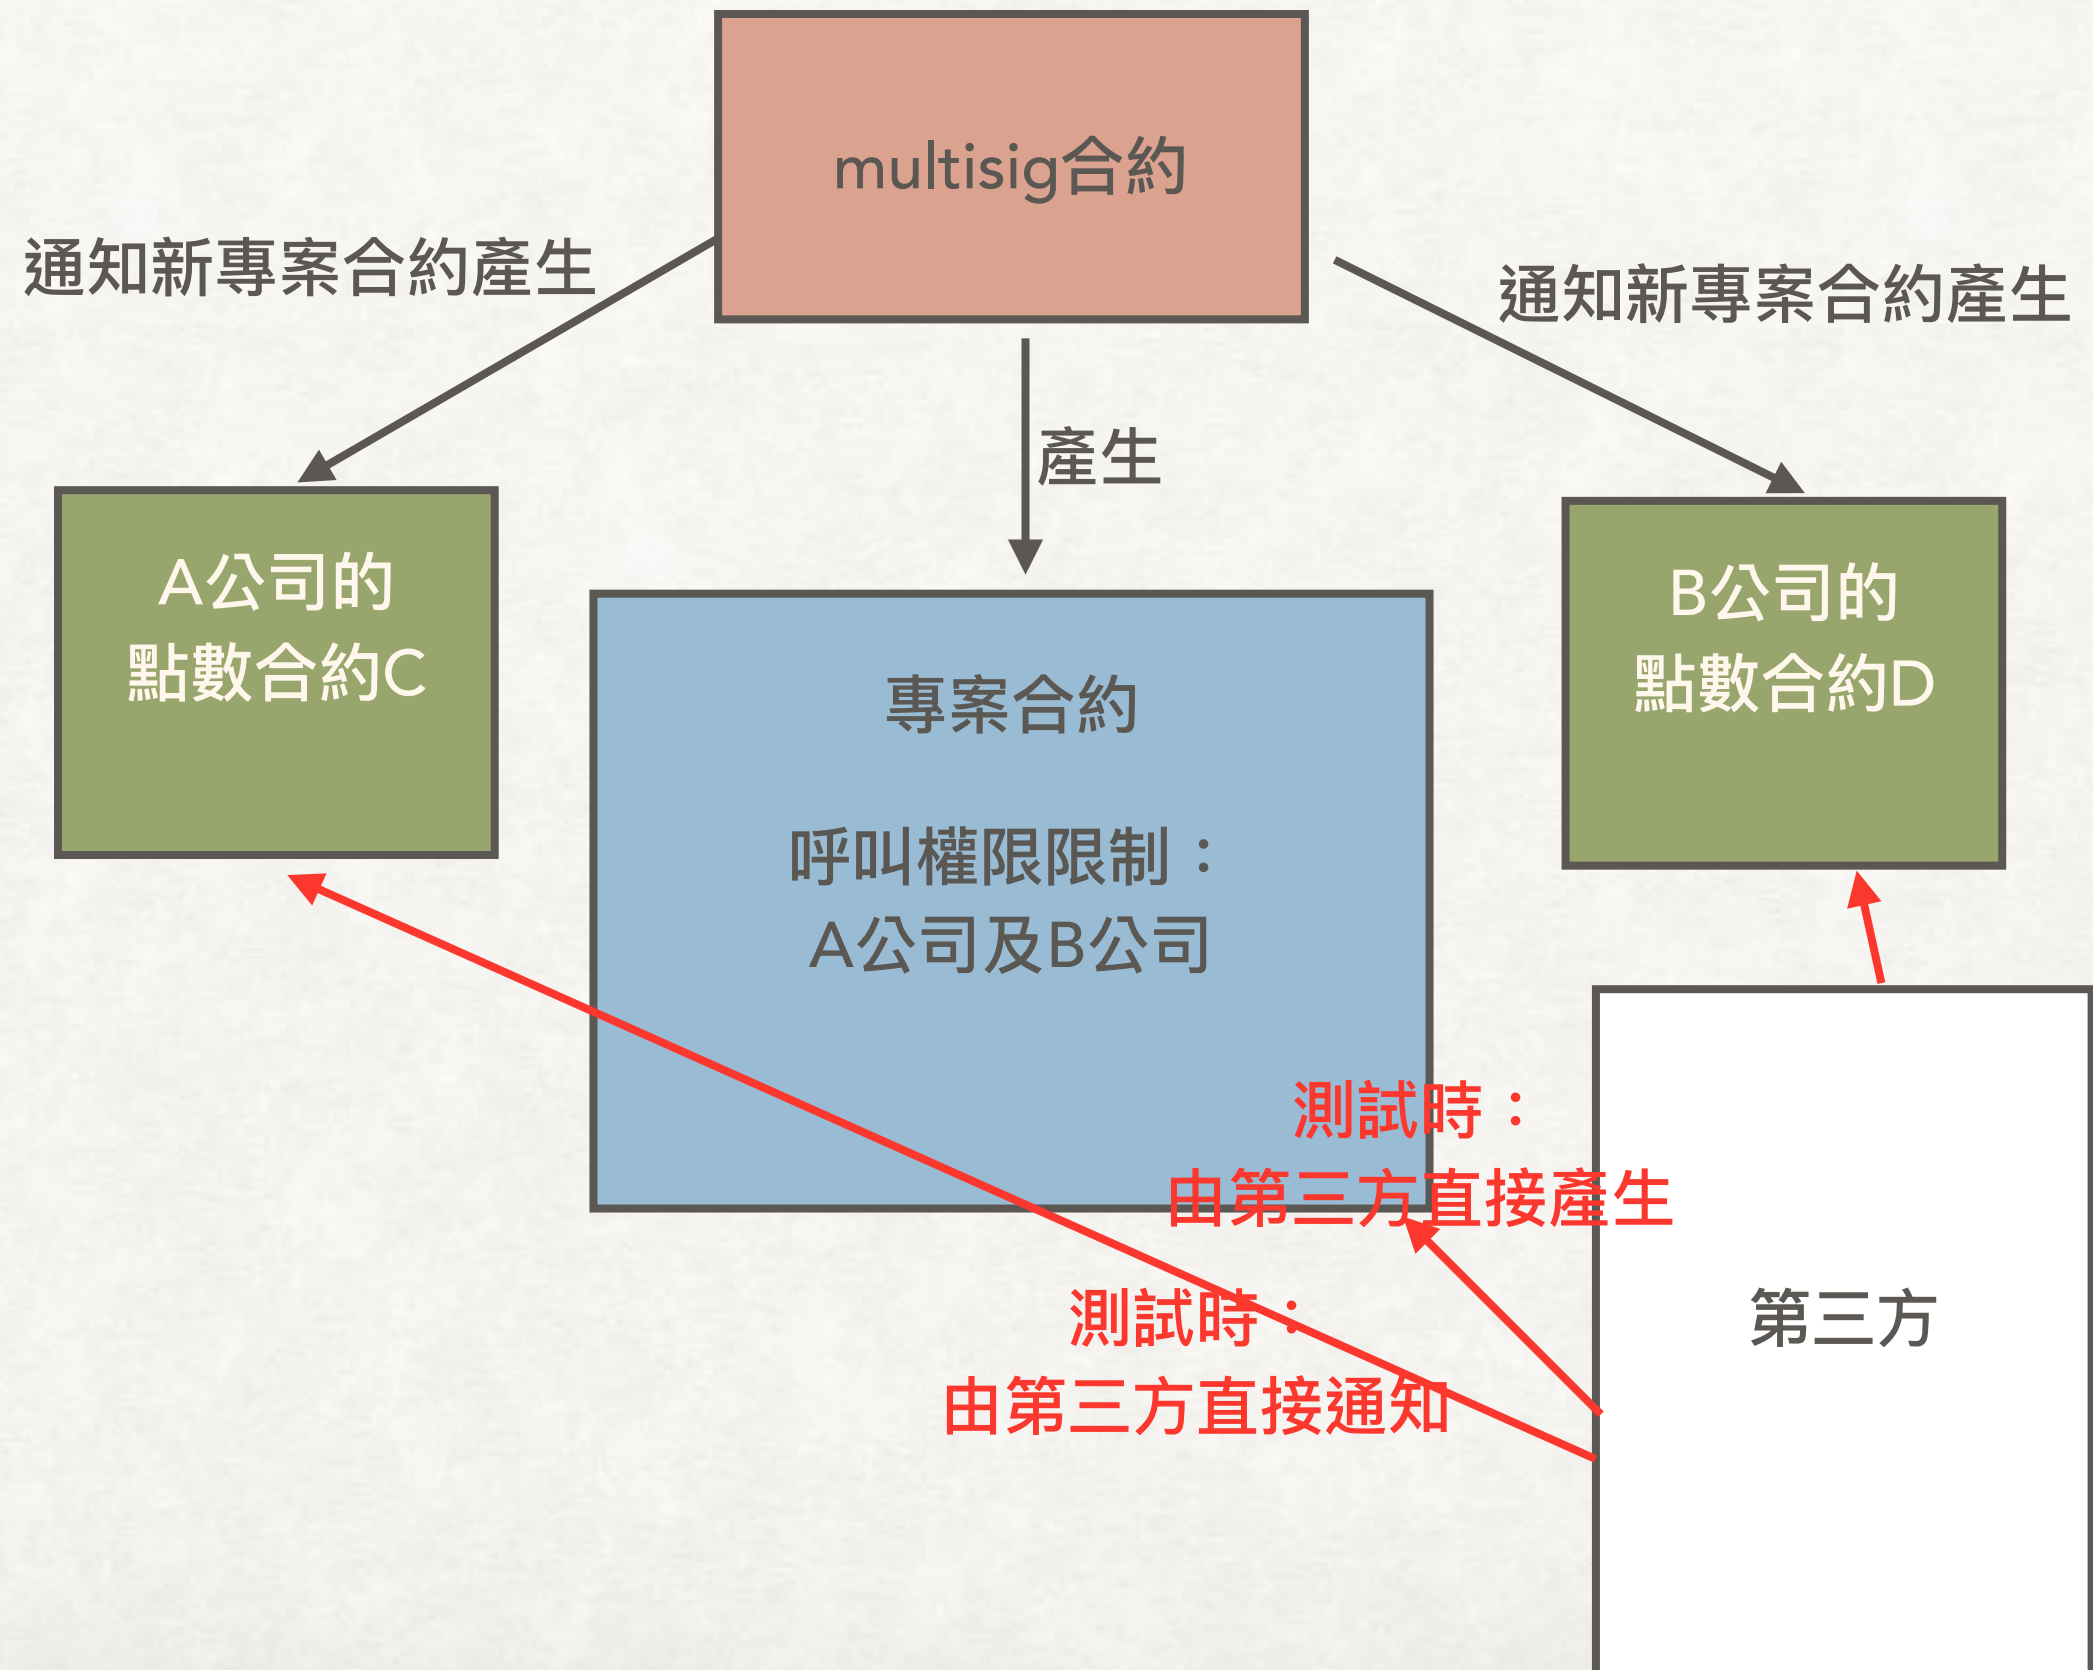 multisig合約
通知新專案合約產生
通知新專案合約產生
產生
A公司的
點數合約C
B公司的
點數合約D
專案合約
呼叫權限限制：
A公司及B公司
測試時：
由第三方直接產生
測試時：
由第三方直接通知
第三方